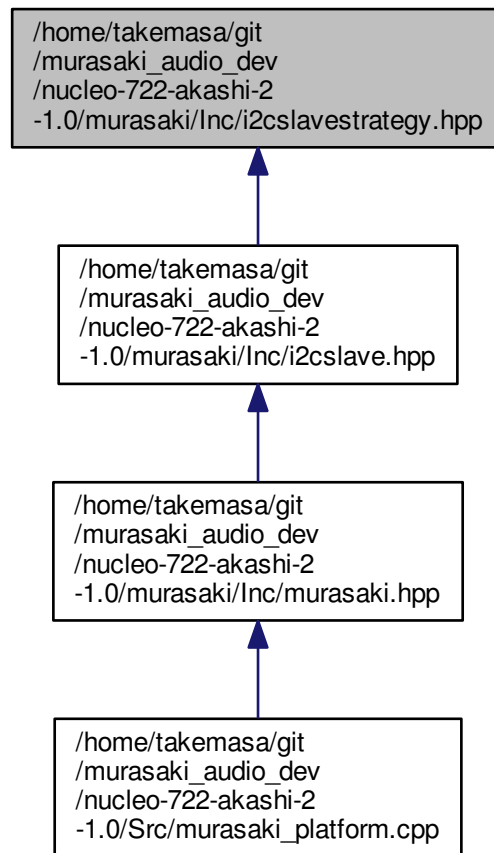 /home/takemasa/git
/murasaki_audio_dev
/nucleo-722-akashi-2
-1.0/murasaki/Inc/i2cslavestrategy.hpp
/home/takemasa/git
/murasaki_audio_dev
/nucleo-722-akashi-2
-1.0/murasaki/Inc/i2cslave.hpp
/home/takemasa/git
/murasaki_audio_dev
/nucleo-722-akashi-2
-1.0/murasaki/Inc/murasaki.hpp
/home/takemasa/git
/murasaki_audio_dev
/nucleo-722-akashi-2
-1.0/Src/murasaki_platform.cpp